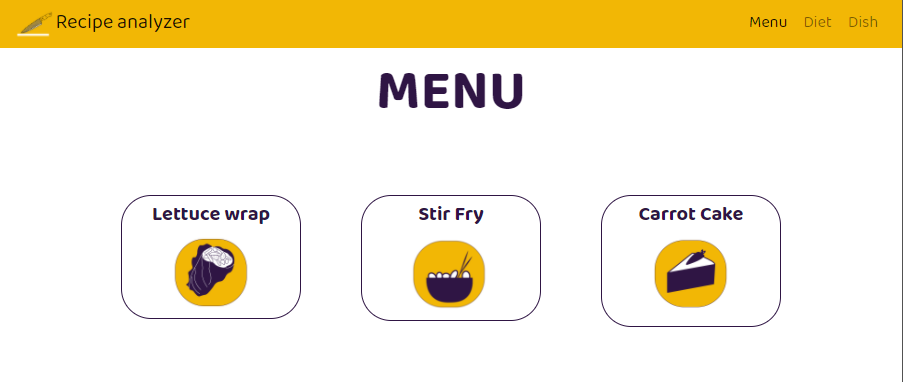 Recipe analyzer Menu Diet Dish
MENU
Lettuce wrap Stir Fry Carrot Cake